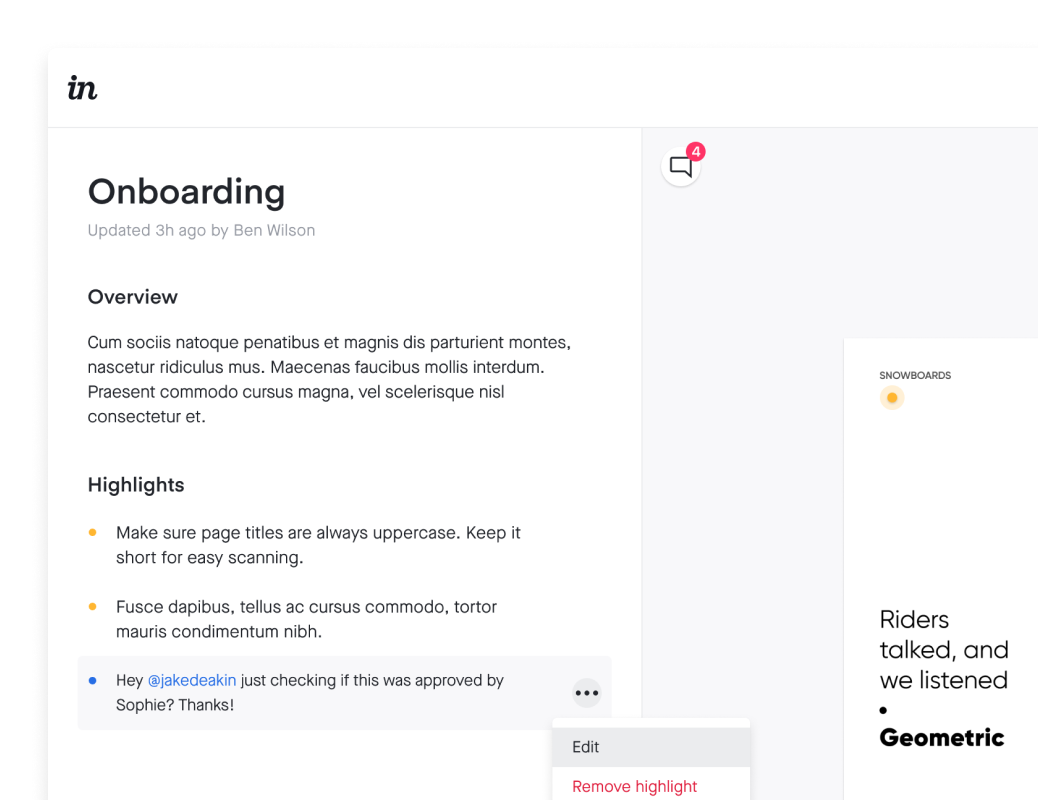 in
Onboarding
Updated 3h ago by Ben Wilson
Overview
Cum sociis natoque penatibus et magnis dis parturient montes,
nascetur ridiculus mus. Maecenas faucibus mollis interdum.
Praesent commodo cursus magna, vel scelerisque nisl
consectetur et.
Highlights
Make sure page titles are always uppercase. Keep it
short for easy scanning.
Fusce dapibus, tellus ac cursus commodo, tortor
mauris condimentum nibh.
Hey @jakedeakin just checking if this was approved by
Sophie? Thanks!
Edit
Remove highlight
4
SNOWBOARDS
Riders
talked, and
we listened
Geometric